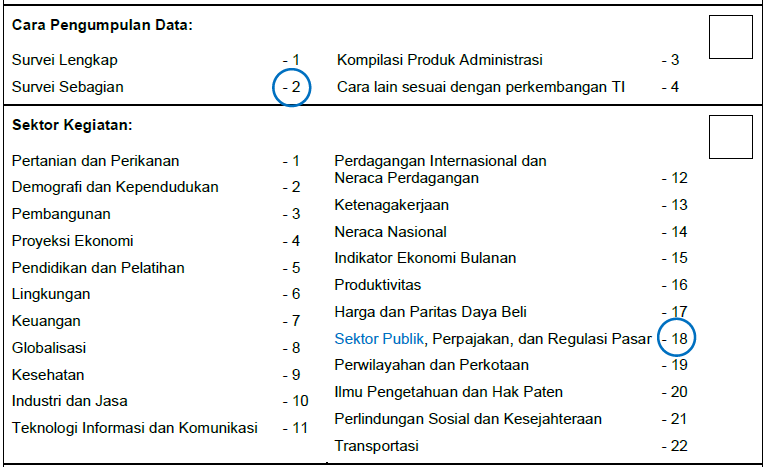 Cara Pengumpulan Data:
Survei Lengkap - 1 Kompilasi Produk Administrasi - 3
Survei Sebagian - 2 Cara lain sesuai dengan perkembangan TI - 4
Sektor Kegiatan:
Pertanian dan Perikanan - 1
Demografi dan Kependudukan - 2
Pembangunan - 3
Proyeksi Ekonomi - 4
Pendidikan dan Pelatihan - 5
Lingkungan - 6
Keuangan - 7
Globalisasi - 8
Kesehatan - 9
Industri dan Jasa - 10
Teknologi Informasi dan Komunikasi - 11
Perdagangan Internasional dan
Neraca Perdagangan - 12
Ketenagakerjaan - 13
Neraca Nasional - 14
Indikator Ekonomi Bulanan - 15
Produktivitas - 16
Harga dan Paritas Daya Beli - 17
Sektor Publik, Perpajakan, dan Regulasi Pasar - 18
Perwilayahan dan Perkotaan - 19
Ilmu Pengetahuan dan Hak Paten - 20
Perlindungan Sosial dan Kesejahteraan - 21
Transportasi - 22